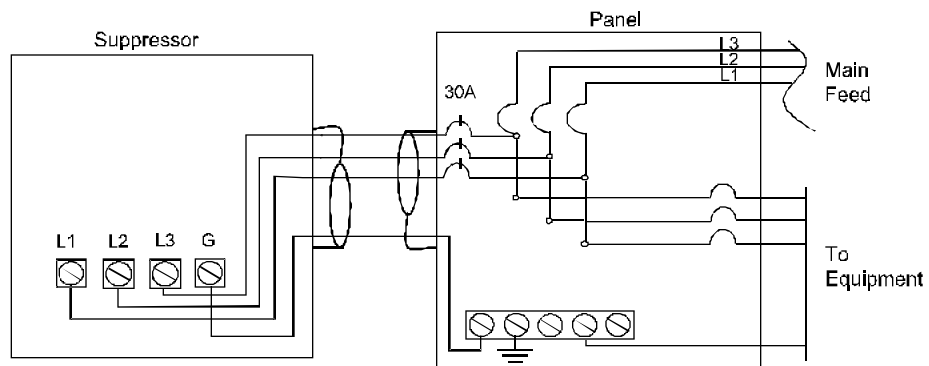 Panel
Suppressor
L3
L2
L1
Main
Feed
30A
L1 L2 L3 G
To
Equipment